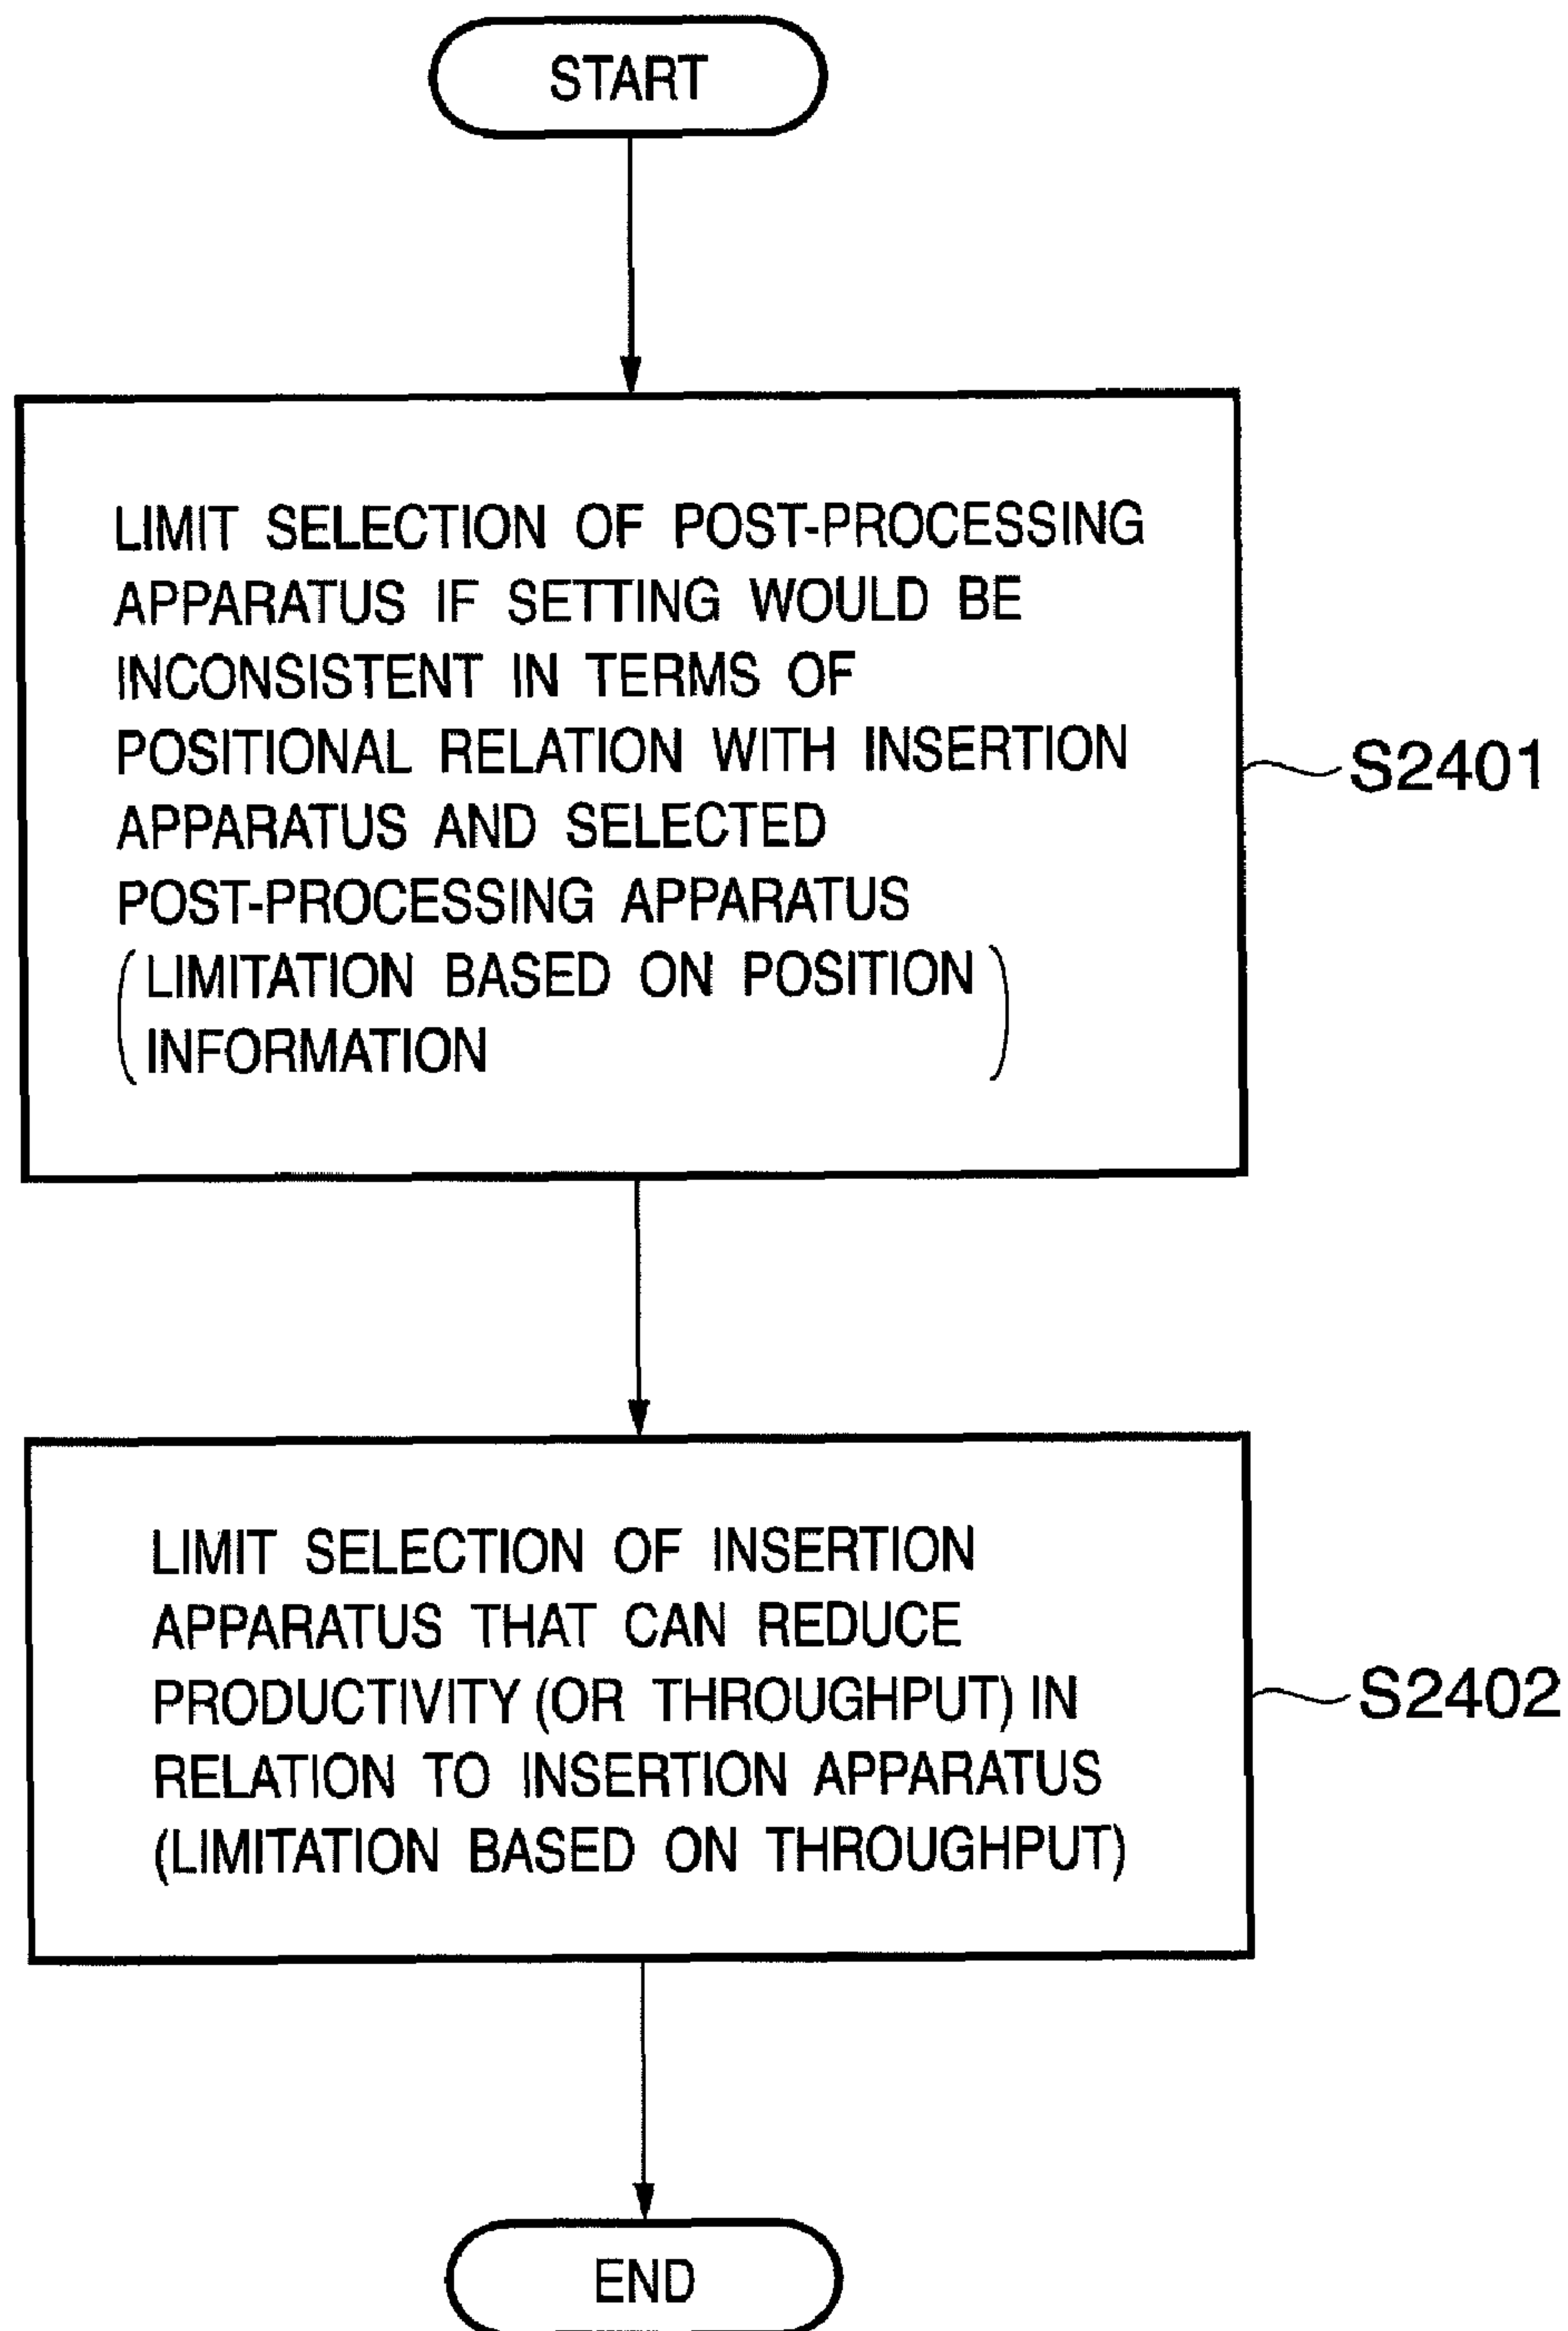 START
LIMIT SELECTION OF POST-PROCESSING
APPARATUS IF SETTING WOULD BE
INCONSISTENT IN TERMS OF
POSITIONAL RELATION WITH INSERTION
APPARATUS AND SELECTED
POST-PROCESSING APPARATUS
(LIMITATION BASED ON POSITION
INFORMATION)
S2401
LIMIT SELECTION OF INSERTION
APPARATUS THAT CAN REDUCE
PRODUCTIVITY (OR THROUGHPUT) IN
RELATION TO INSERTION APPARATUS
(LIMITATION BASED ON THROUGHPUT)
S2402
END